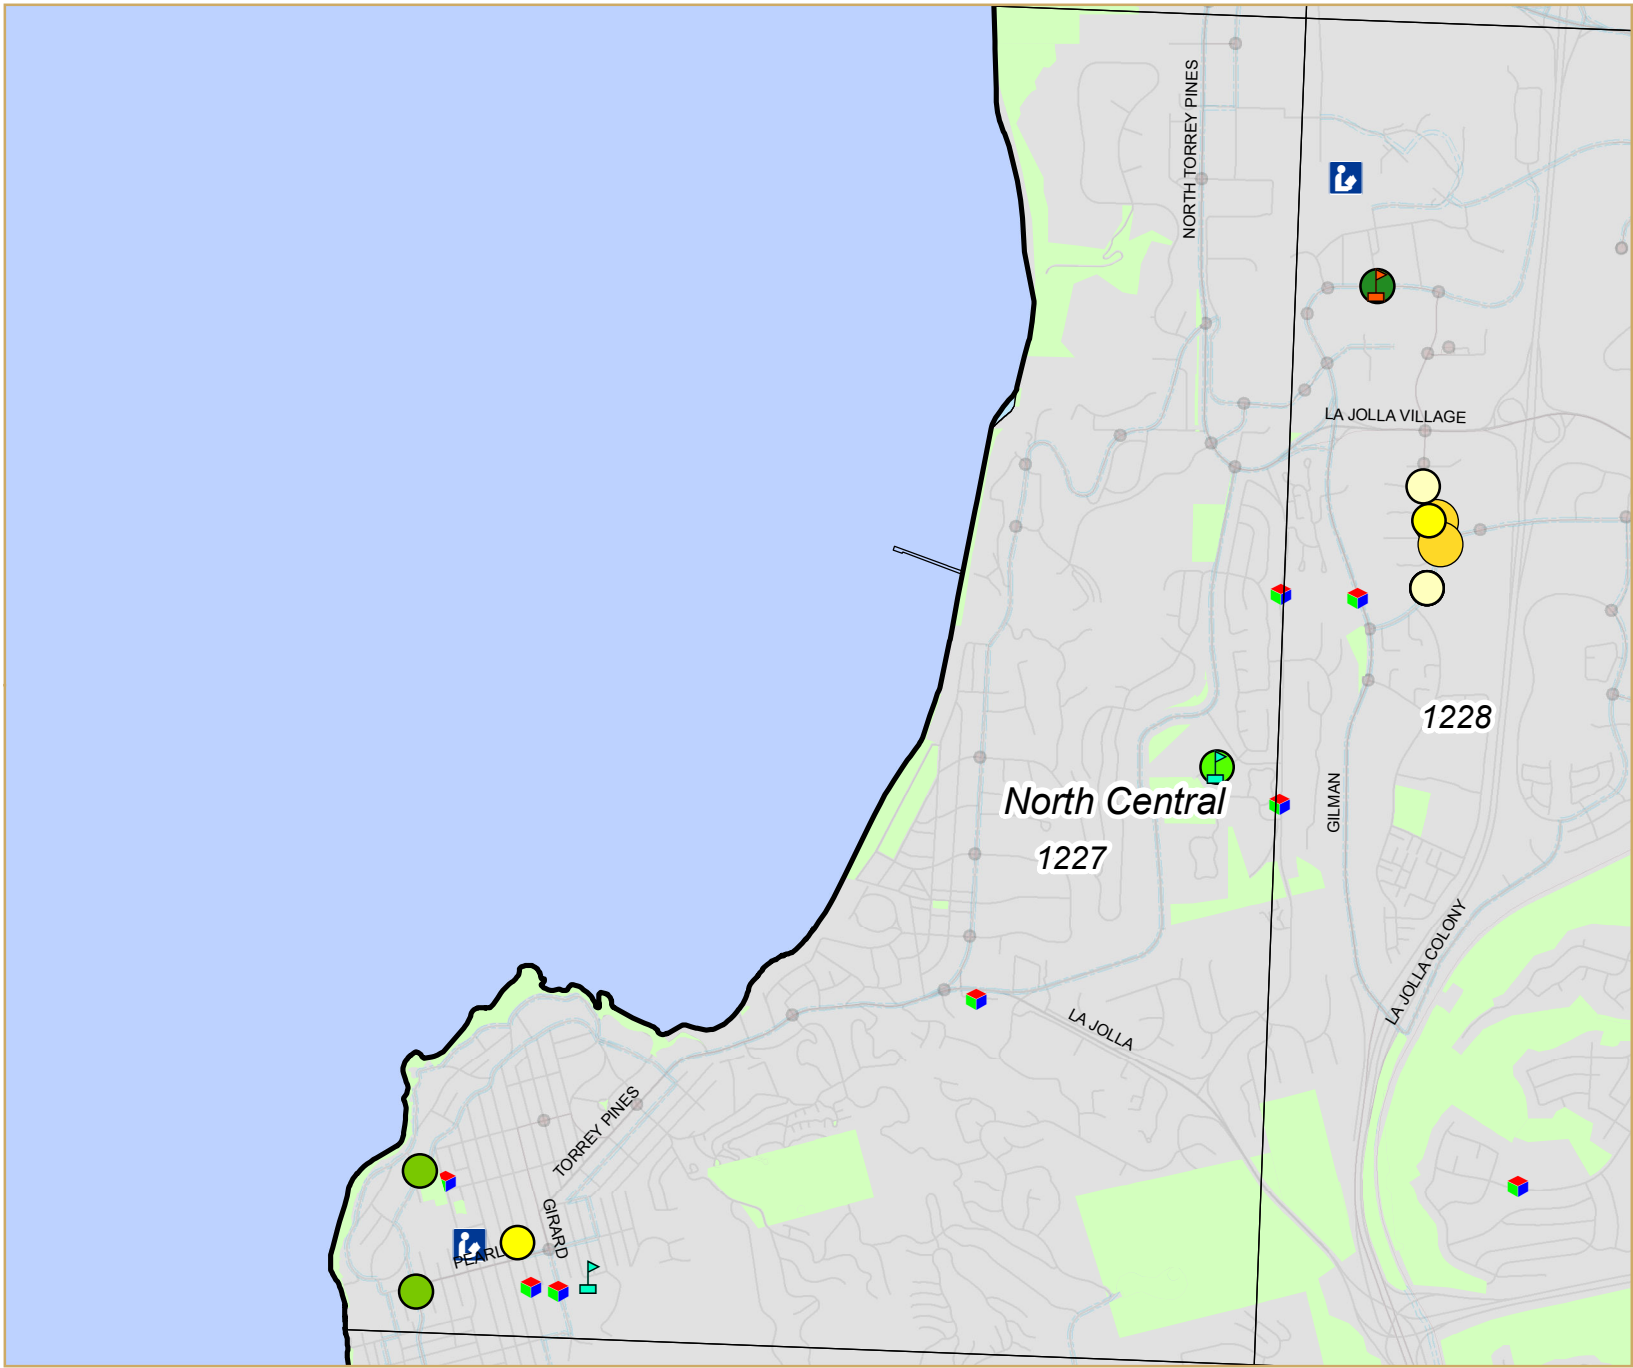 NORTH TORREY PINES
LA JOLLA VILLAGE
1228
North Central
1227
GILMAN
LA JOLLA COLONY
LA JOLLA
TORREY PINES
GIRARD
PEARL